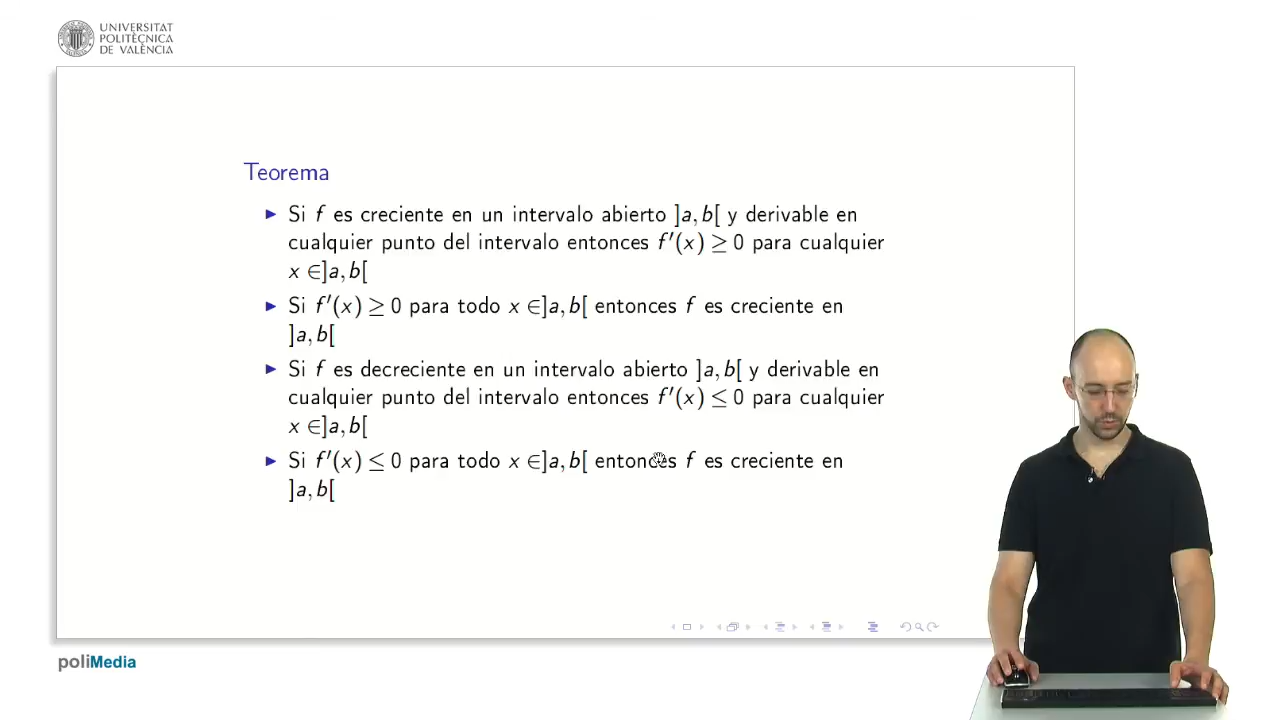 UNIVERSITAT
POLITÈCNICA
DE VALÈNCIA
Teorema
▶ Si f es creciente en un intervalo abierto ]a, b[ y derivable en
cualquier punto del intervalo entonces f′(x) ≥ 0 para cualquier
x ∈]a, b[
▶ Si f′(x) ≥ 0 para todo x ∈]a, b[ entonces f es creciente en
]a, b[
▶ Si f es decreciente en un intervalo abierto ]a, b[ y derivable en
cualquier punto del intervalo entonces f′(x) ≤ 0 para cualquier
x ∈]a, b[
▶ Si f′(x) ≤ 0 para todo x ∈]a, b[ entonces f es creciente en
]a, b[
poliMedia